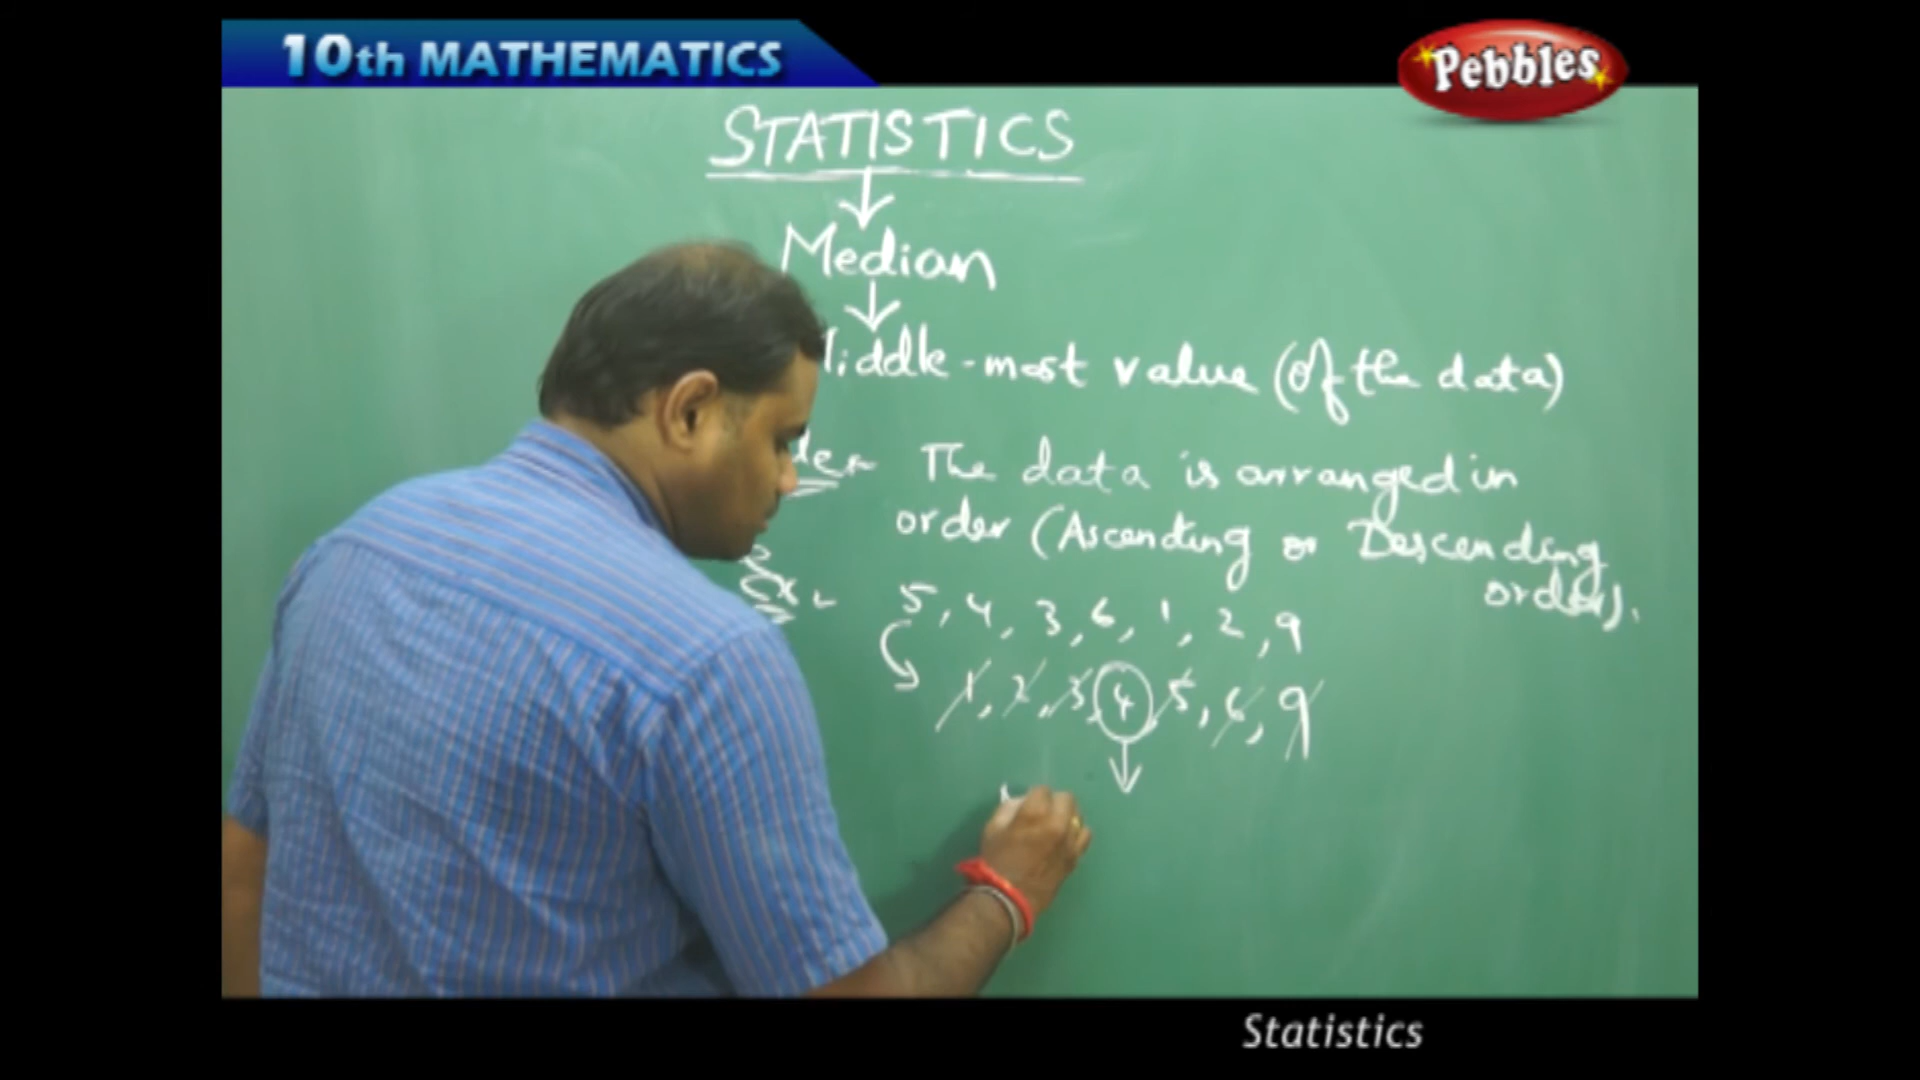 10th MATHEMATICS
Pebbles
STATISTICS
Median
iddle-most value (of the data)
The data is arranged in
order (Ascending or Descending
order).
Ex.
5, 4, 3, 6, 1, 2, 9
1, 2, 3, 4, 5, 6, 9
Statistics